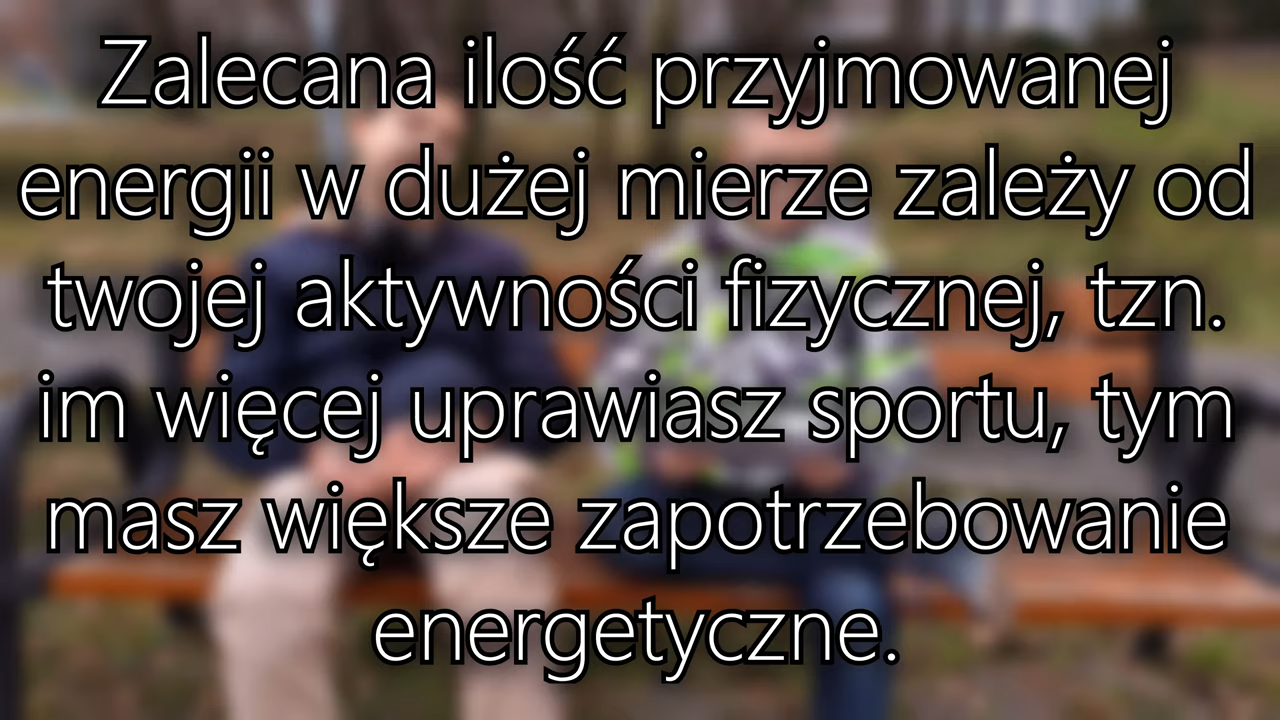 Zalecana ilość przyjmowanej
energii w dużej mierze zależy od
twojej aktywności fizycznej, tzn.
im więcej uprawiasz sportu, tym
masz większe zapotrzebowanie
energetyczne.